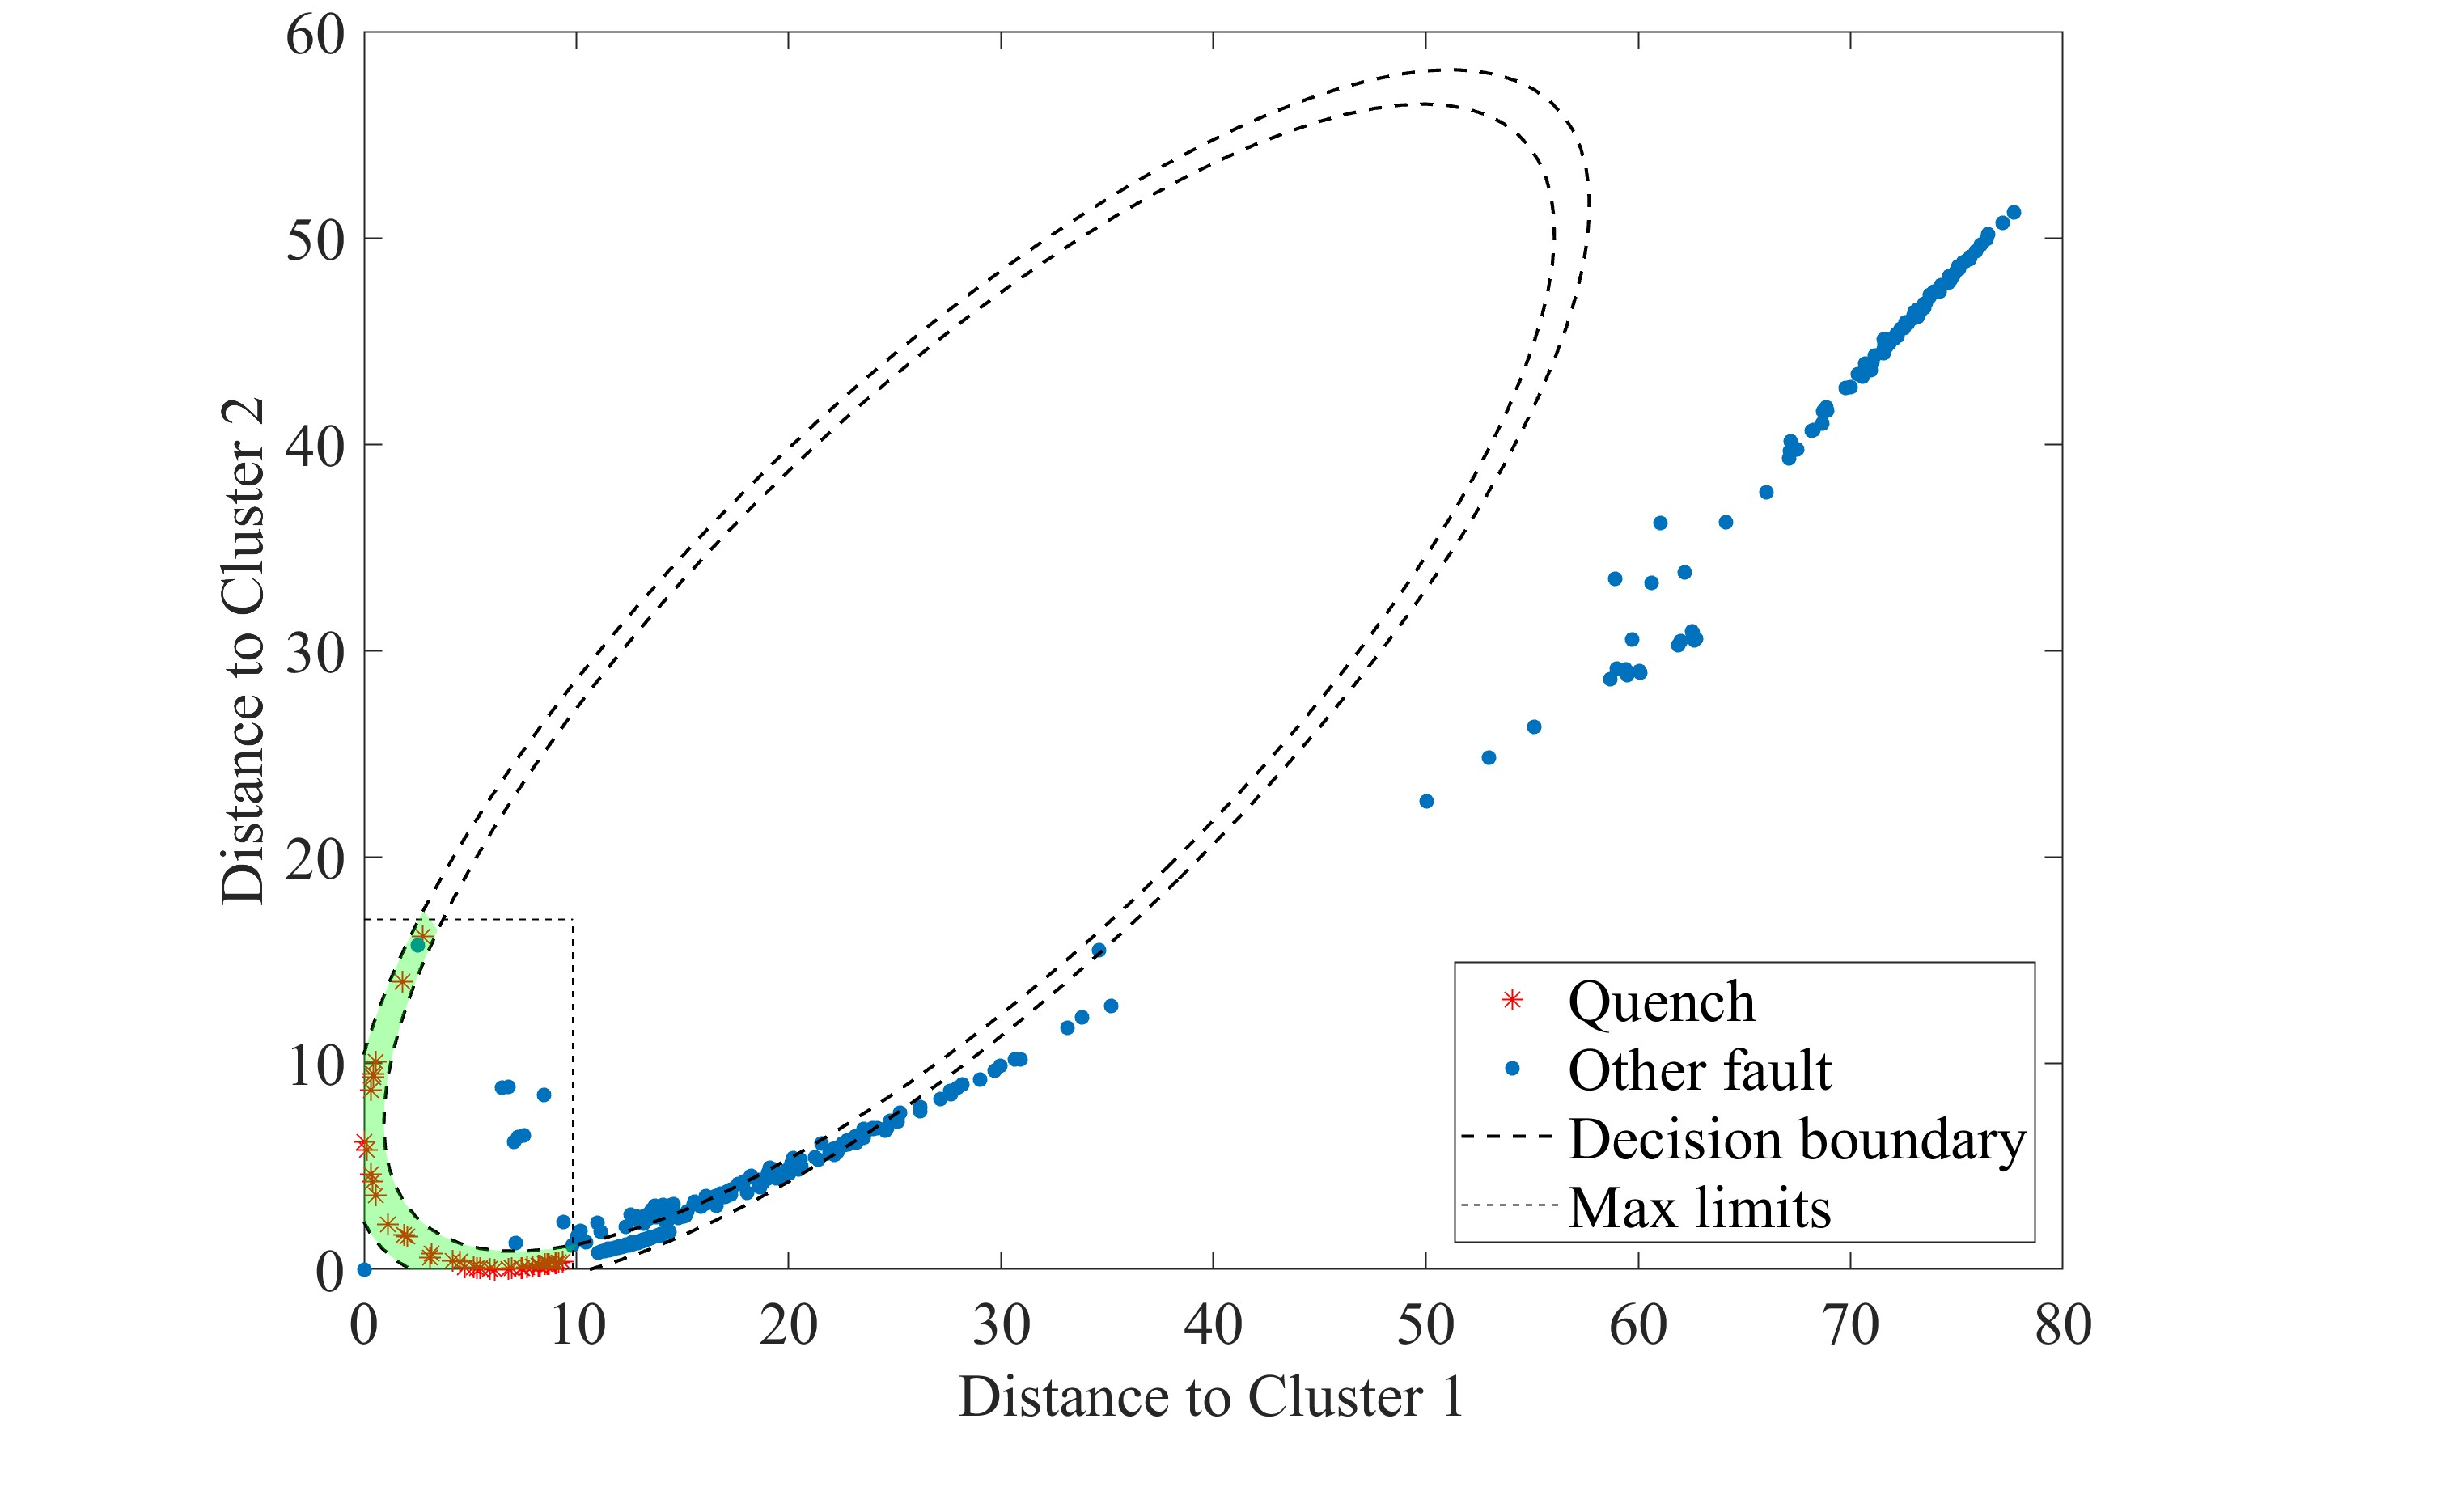 60
50
40
30
20
10
0
Distance to Cluster 2
Quench
Other fault
Decision boundary
Max limits
0 10 20 30 40 50 60 70 80
Distance to Cluster 1